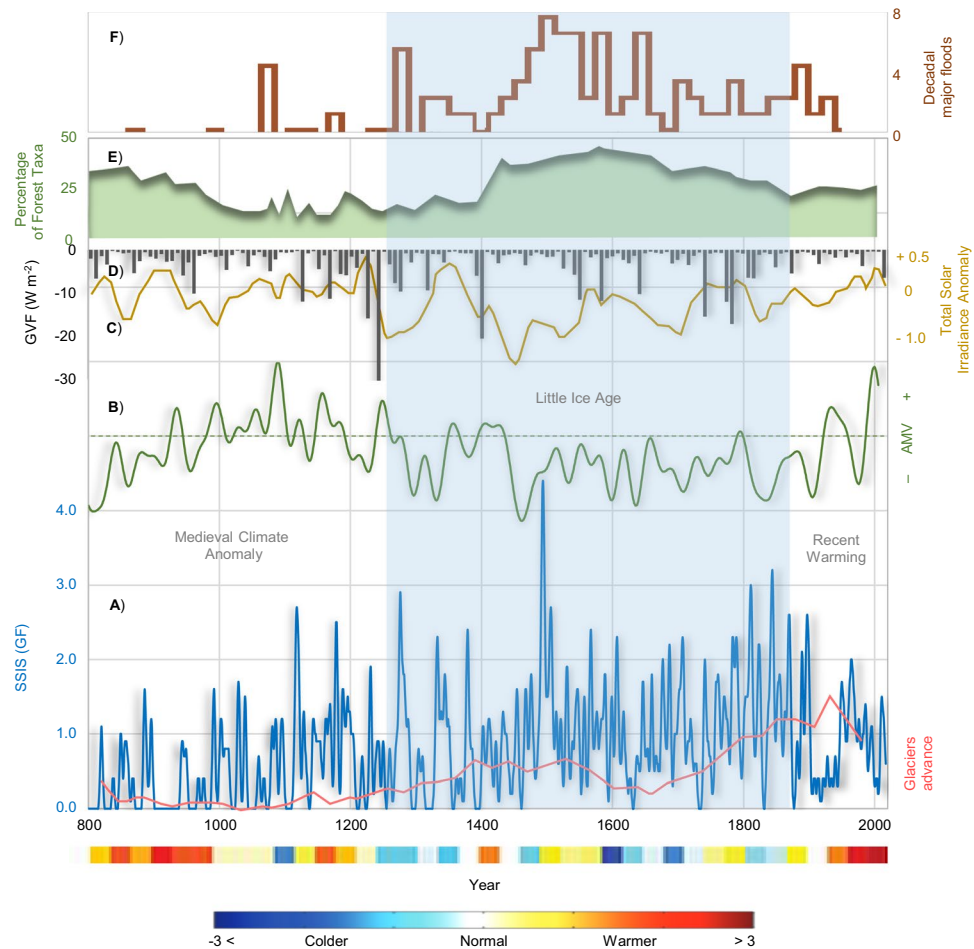 F)
8
4
0
Decadal
major floods
E)
50
25
0
Percentage
of Forest Taxa
D)
C)
0
-10
-20
-30
GVF (W m-2)
+ 0.5
0
- 1.0
Total Solar
Irradiance Anomaly
B)
Little Ice Age
+
AMV
–
Medieval Climate
Anomaly
Recent
Warming
A)
4.0
3.0
2.0
1.0
0.0
SSIS (GF)
Glaciers
advance
800 1000 1200 1400 1600 1800 2000
Year
-3 < Colder Normal Warmer > 3